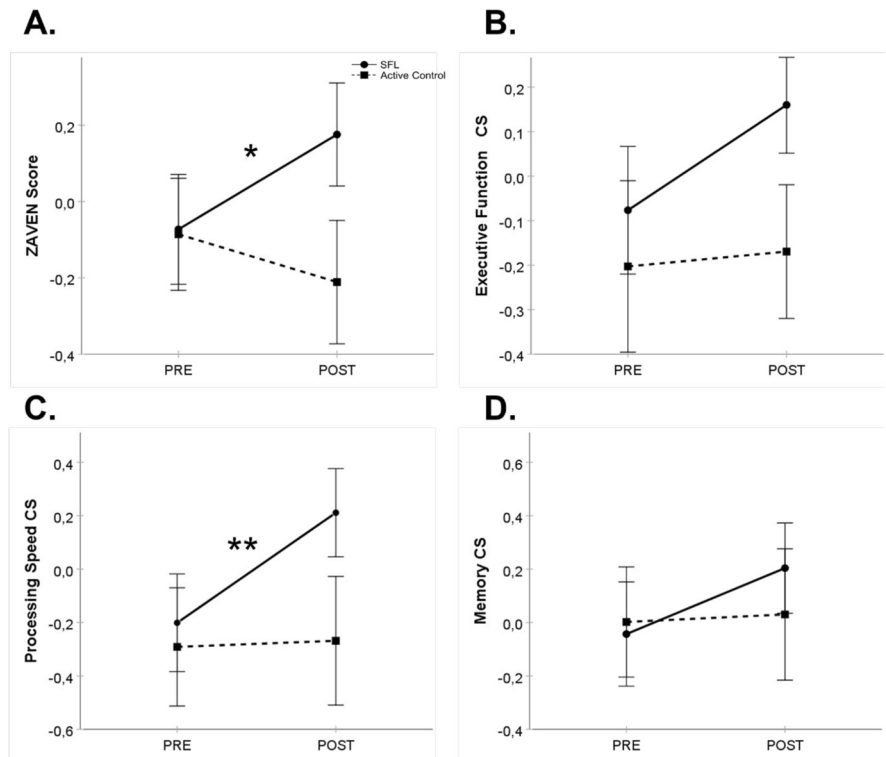 A.
SFL
Active Control
ZAVEN Score
0,2
0,0
-0,2
-0,4
*
PRE POST
B.
Executive Function CS
0,2
0,1
0,0
-0,1
-0,2
-0,3
-0,4
PRE POST
C.
Processing Speed CS
0,4
0,2
0,0
-0,2
-0,4
-0,6
**
PRE POST
D.
Memory CS
0,6
0,4
0,2
0,0
-0,2
-0,4
PRE POST